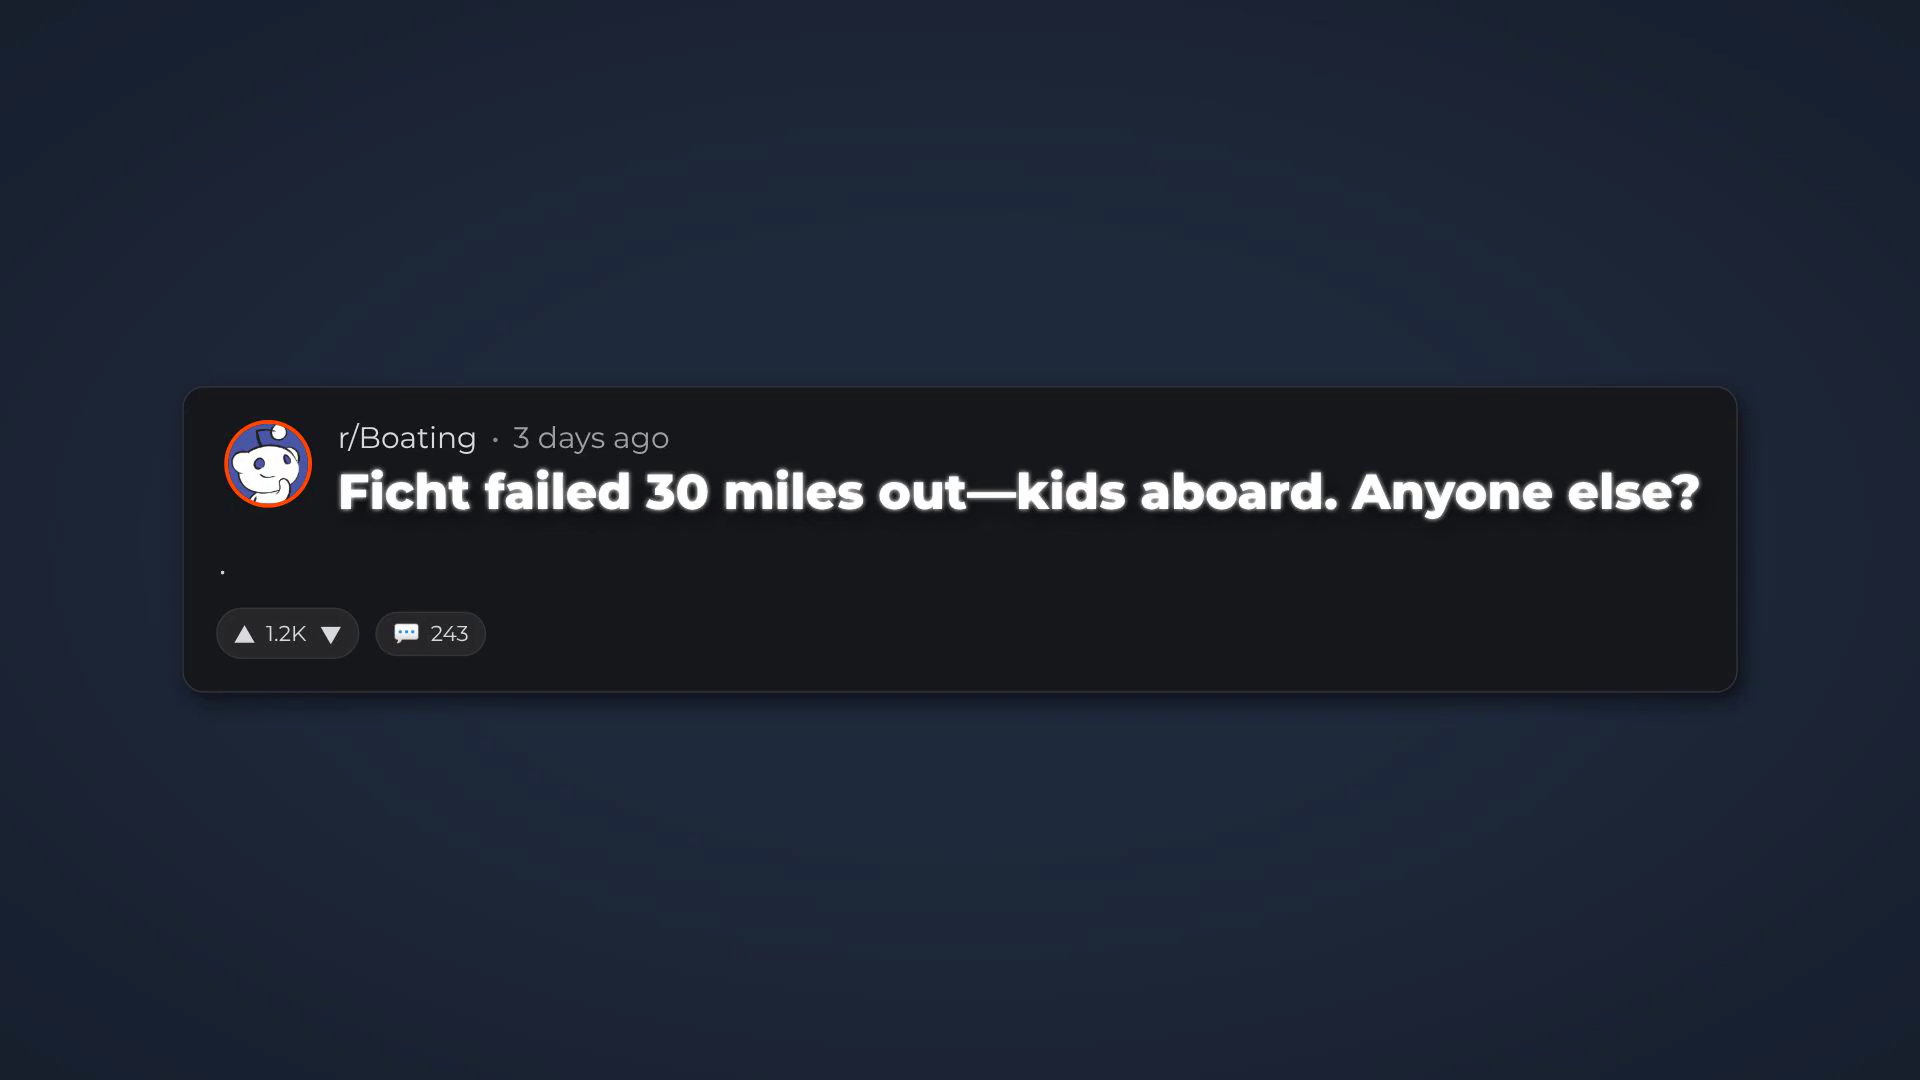 r/Boating • 3 days ago
Ficht failed 30 miles out—kids aboard. Anyone else?
.
1.2K
243